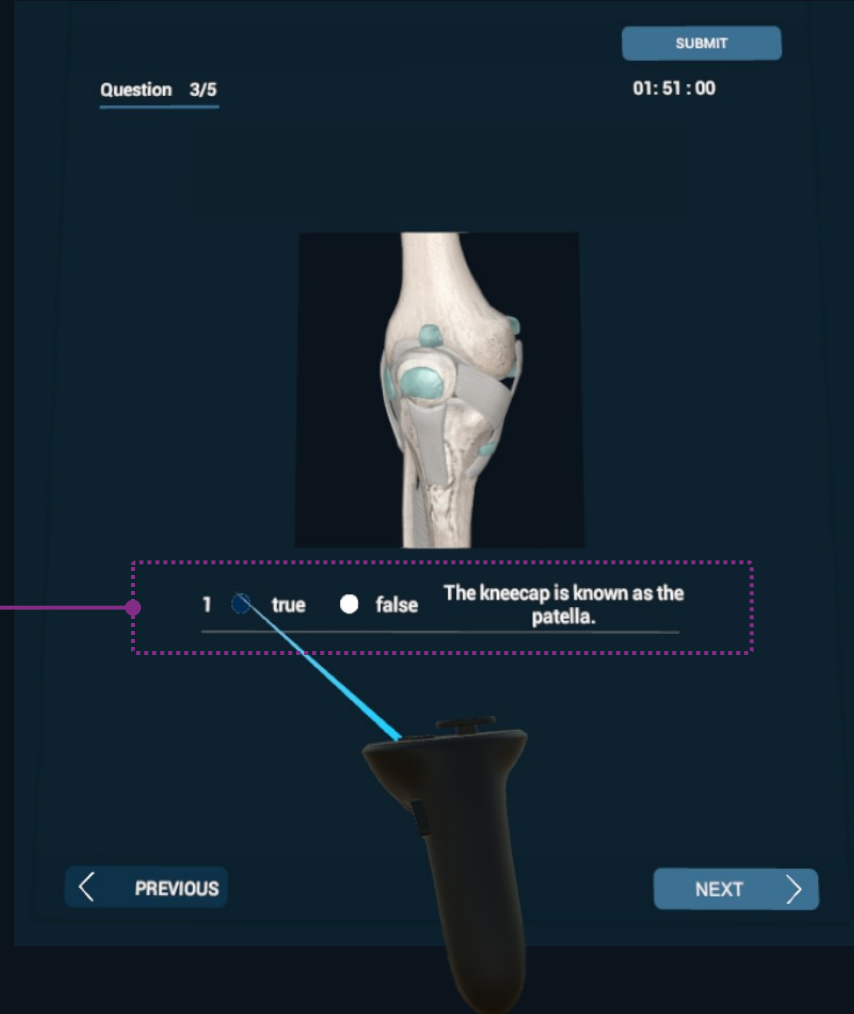 SUBMIT
Question 3/5
01: 51 : 00
1 true false The kneecap is known as the
patella.
PREVIOUS
NEXT